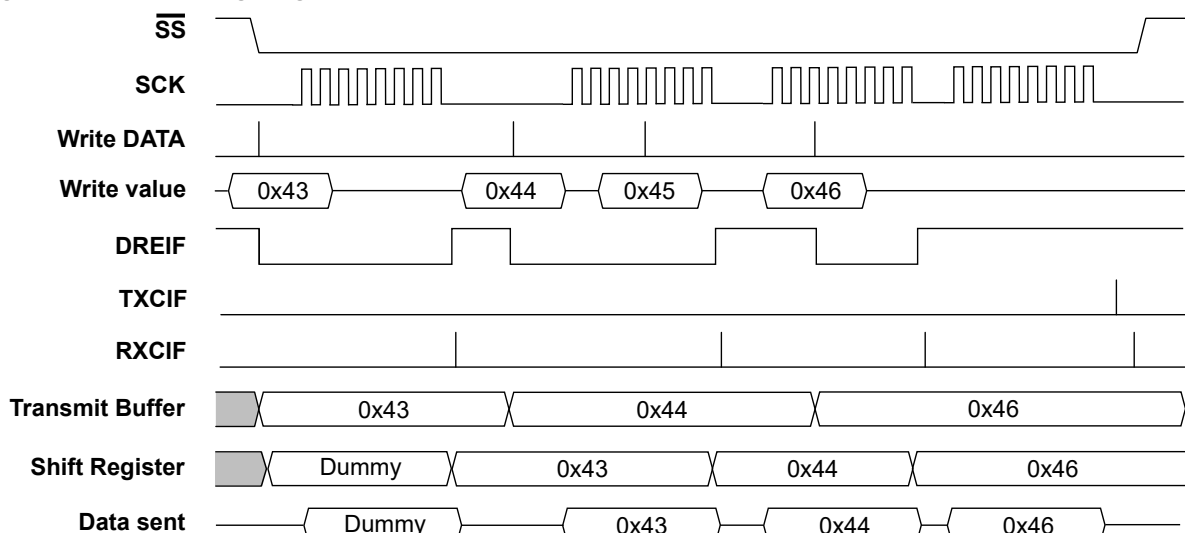 SS
SCK
Write DATA
Write value 0x43 0x44 0x45 0x46
DREIF
TXCIF
RXCIF
Transmit Buffer 0x43 0x44 0x46
Shift Register Dummy 0x43 0x44 0x46
Data sent Dummy 0x43 0x44 0x46